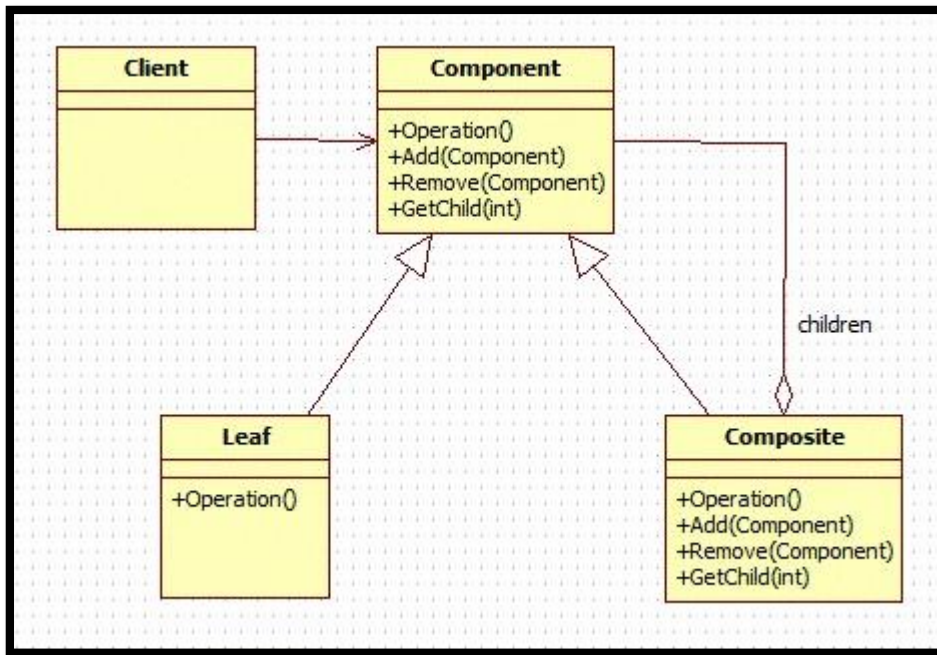 Client
Component
+Operation()
+Add(Component)
+Remove(Component)
+GetChild(int)
children
Leaf
+Operation()
Composite
+Operation()
+Add(Component)
+Remove(Component)
+GetChild(int)